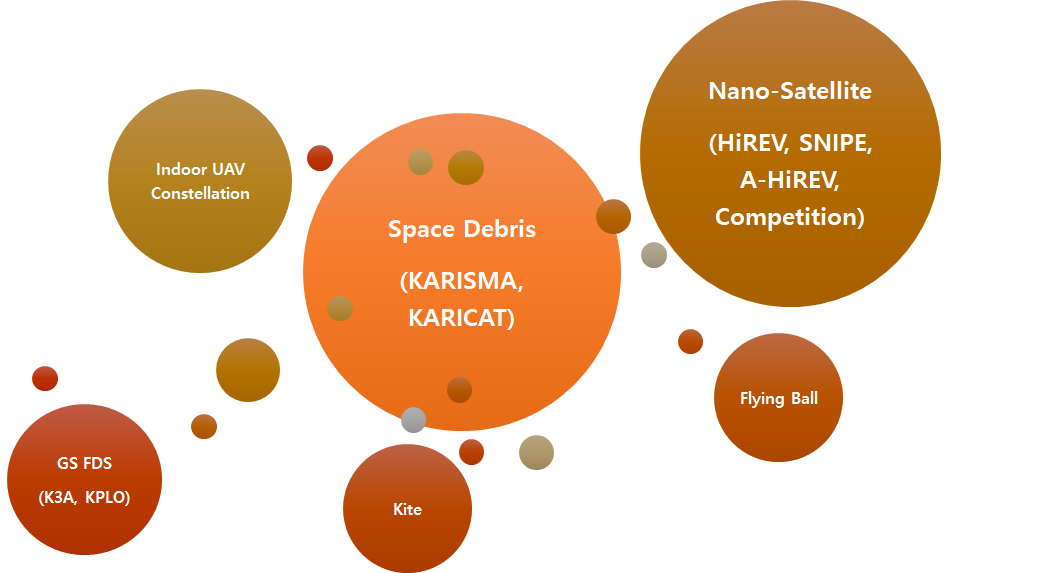 Nano-Satellite
(HiREV, SNIPE,
A-HiREV,
Competition)
Indoor UAV
Constellation
Space Debris
(KARISMA,
KARICAT)
Flying Ball
GS FDS
(K3A, KPLO)
Kite